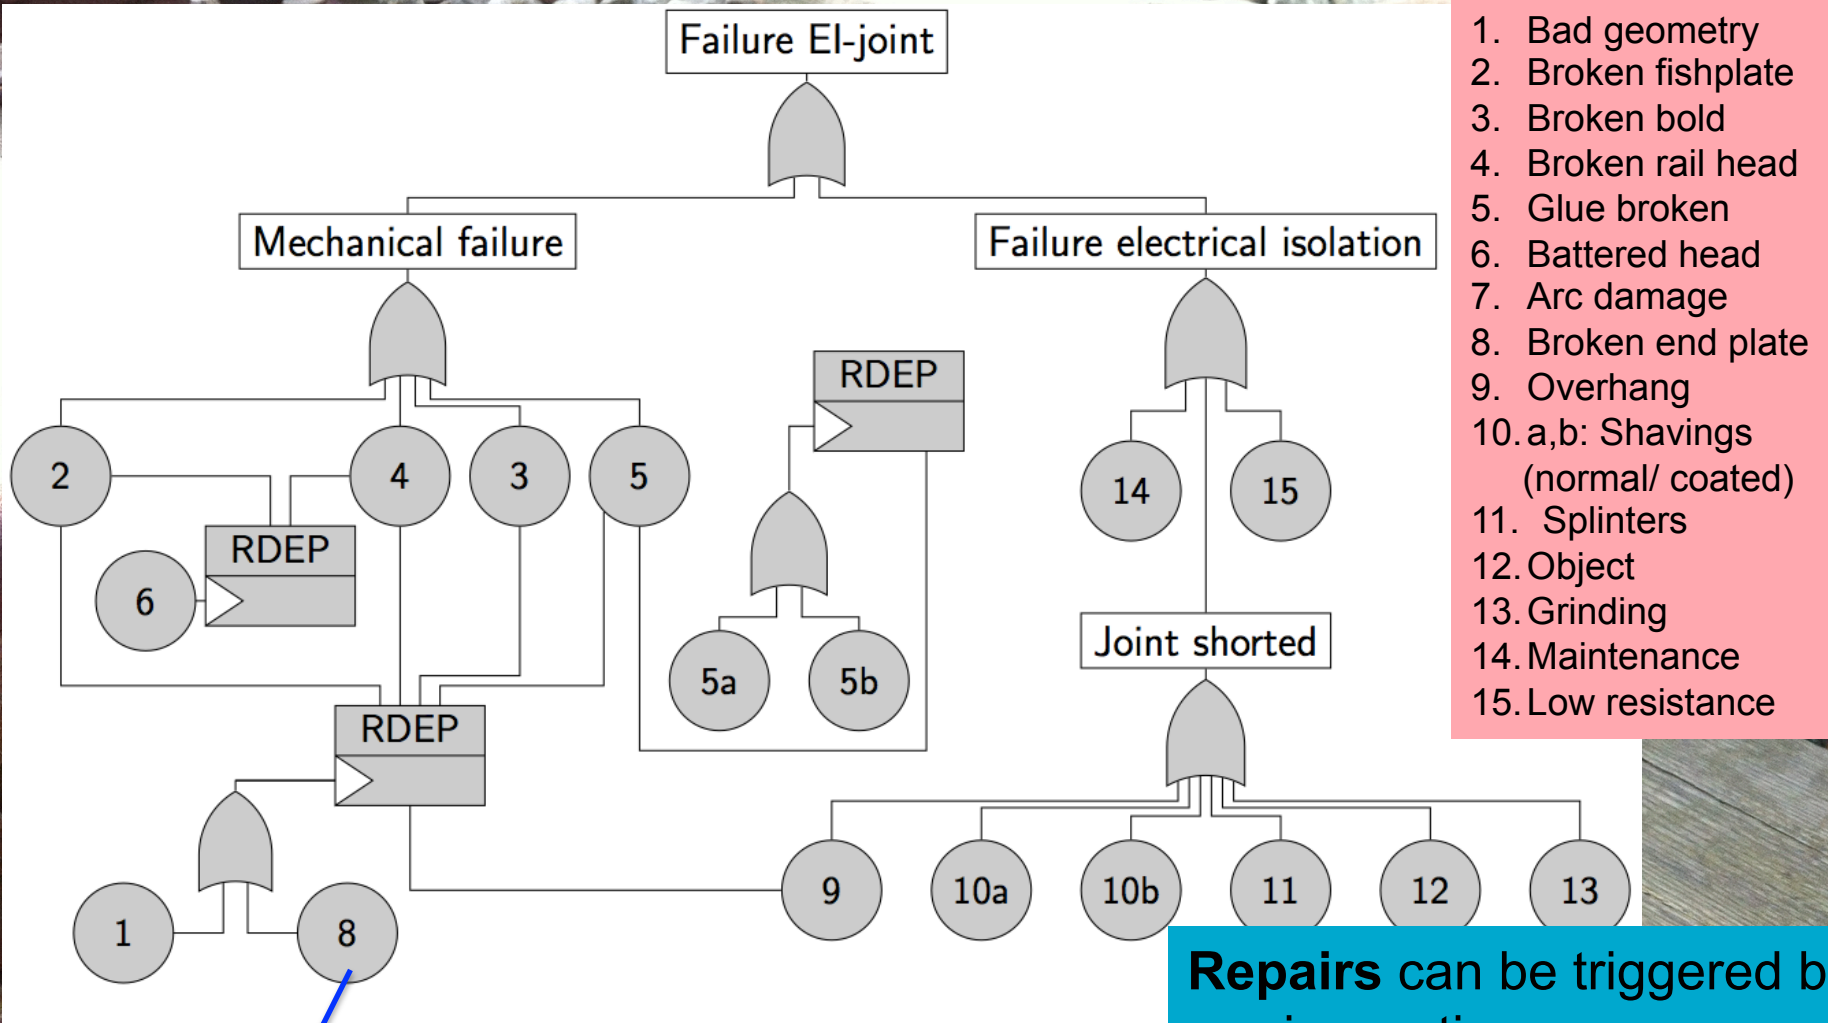 Failure EI-joint
Mechanical failure
Failure electrical isolation
RDEP
2
4
3
5
14
15
RDEP
6
5a
5b
Joint shorted
RDEP
9
10a
10b
11
12
13
1
8
1. Bad geometry
2. Broken fishplate
3. Broken bold
4. Broken rail head
5. Glue broken
6. Battered head
7. Arc damage
8. Broken end plate
9. Overhang
10. a,b: Shavings
(normal/ coated)
11. Splinters
12. Object
13. Grinding
14. Maintenance
15. Low resistance
Repairs can be triggered b